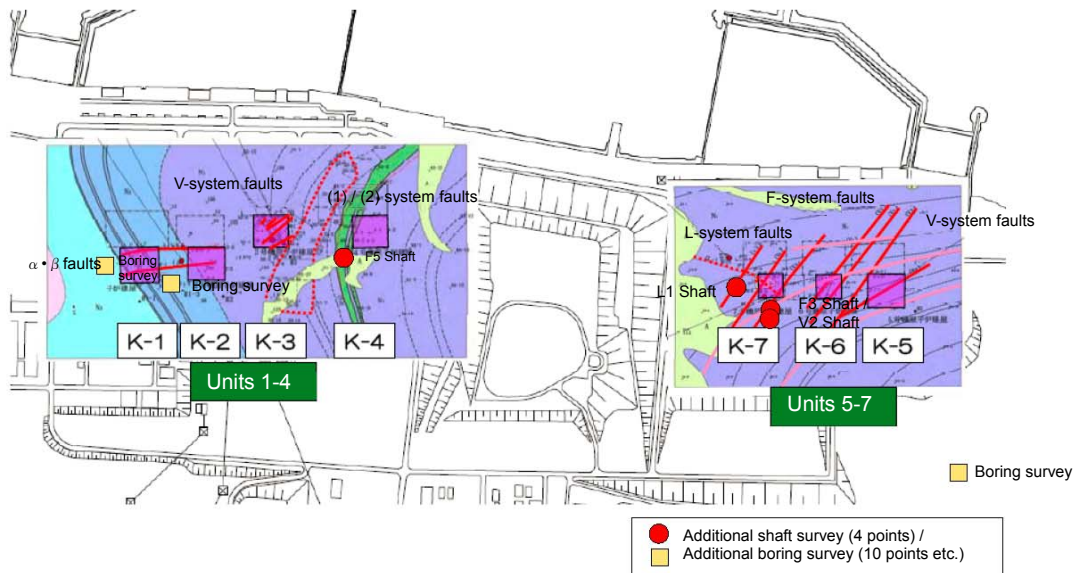 V-system faults
(1) / (2) system faults
α・β faults
Boring
survey
Boring survey
F5 Shaft
K-1
K-2
K-3
K-4
Units 1-4
F-system faults
V-system faults
L-system faults
L1 Shaft
F3 Shaft /
V2 Shaft
K-7
K-6
K-5
Units 5-7
Boring survey
Additional shaft survey (4 points) /
Additional boring survey (10 points etc.)